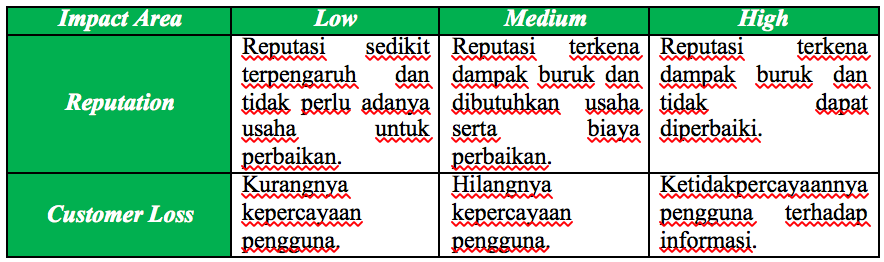 Impact Area Low Medium High
Reputation
Reputasi sedikit
terpengaruh dan
tidak perlu adanya
usaha untuk
perbaikan.
Reputasi terkena
dampak buruk dan
dibutuhkan usaha
serta biaya
perbaikan.
Reputasi terkena
dampak buruk dan
tidak dapat
diperbaiki.
Customer Loss
Kurangnya
kepercayaan
pengguna.
Hilangnya
kepercayaan
pengguna.
Ketidakpercayaannya
pengguna terhadap
informasi.